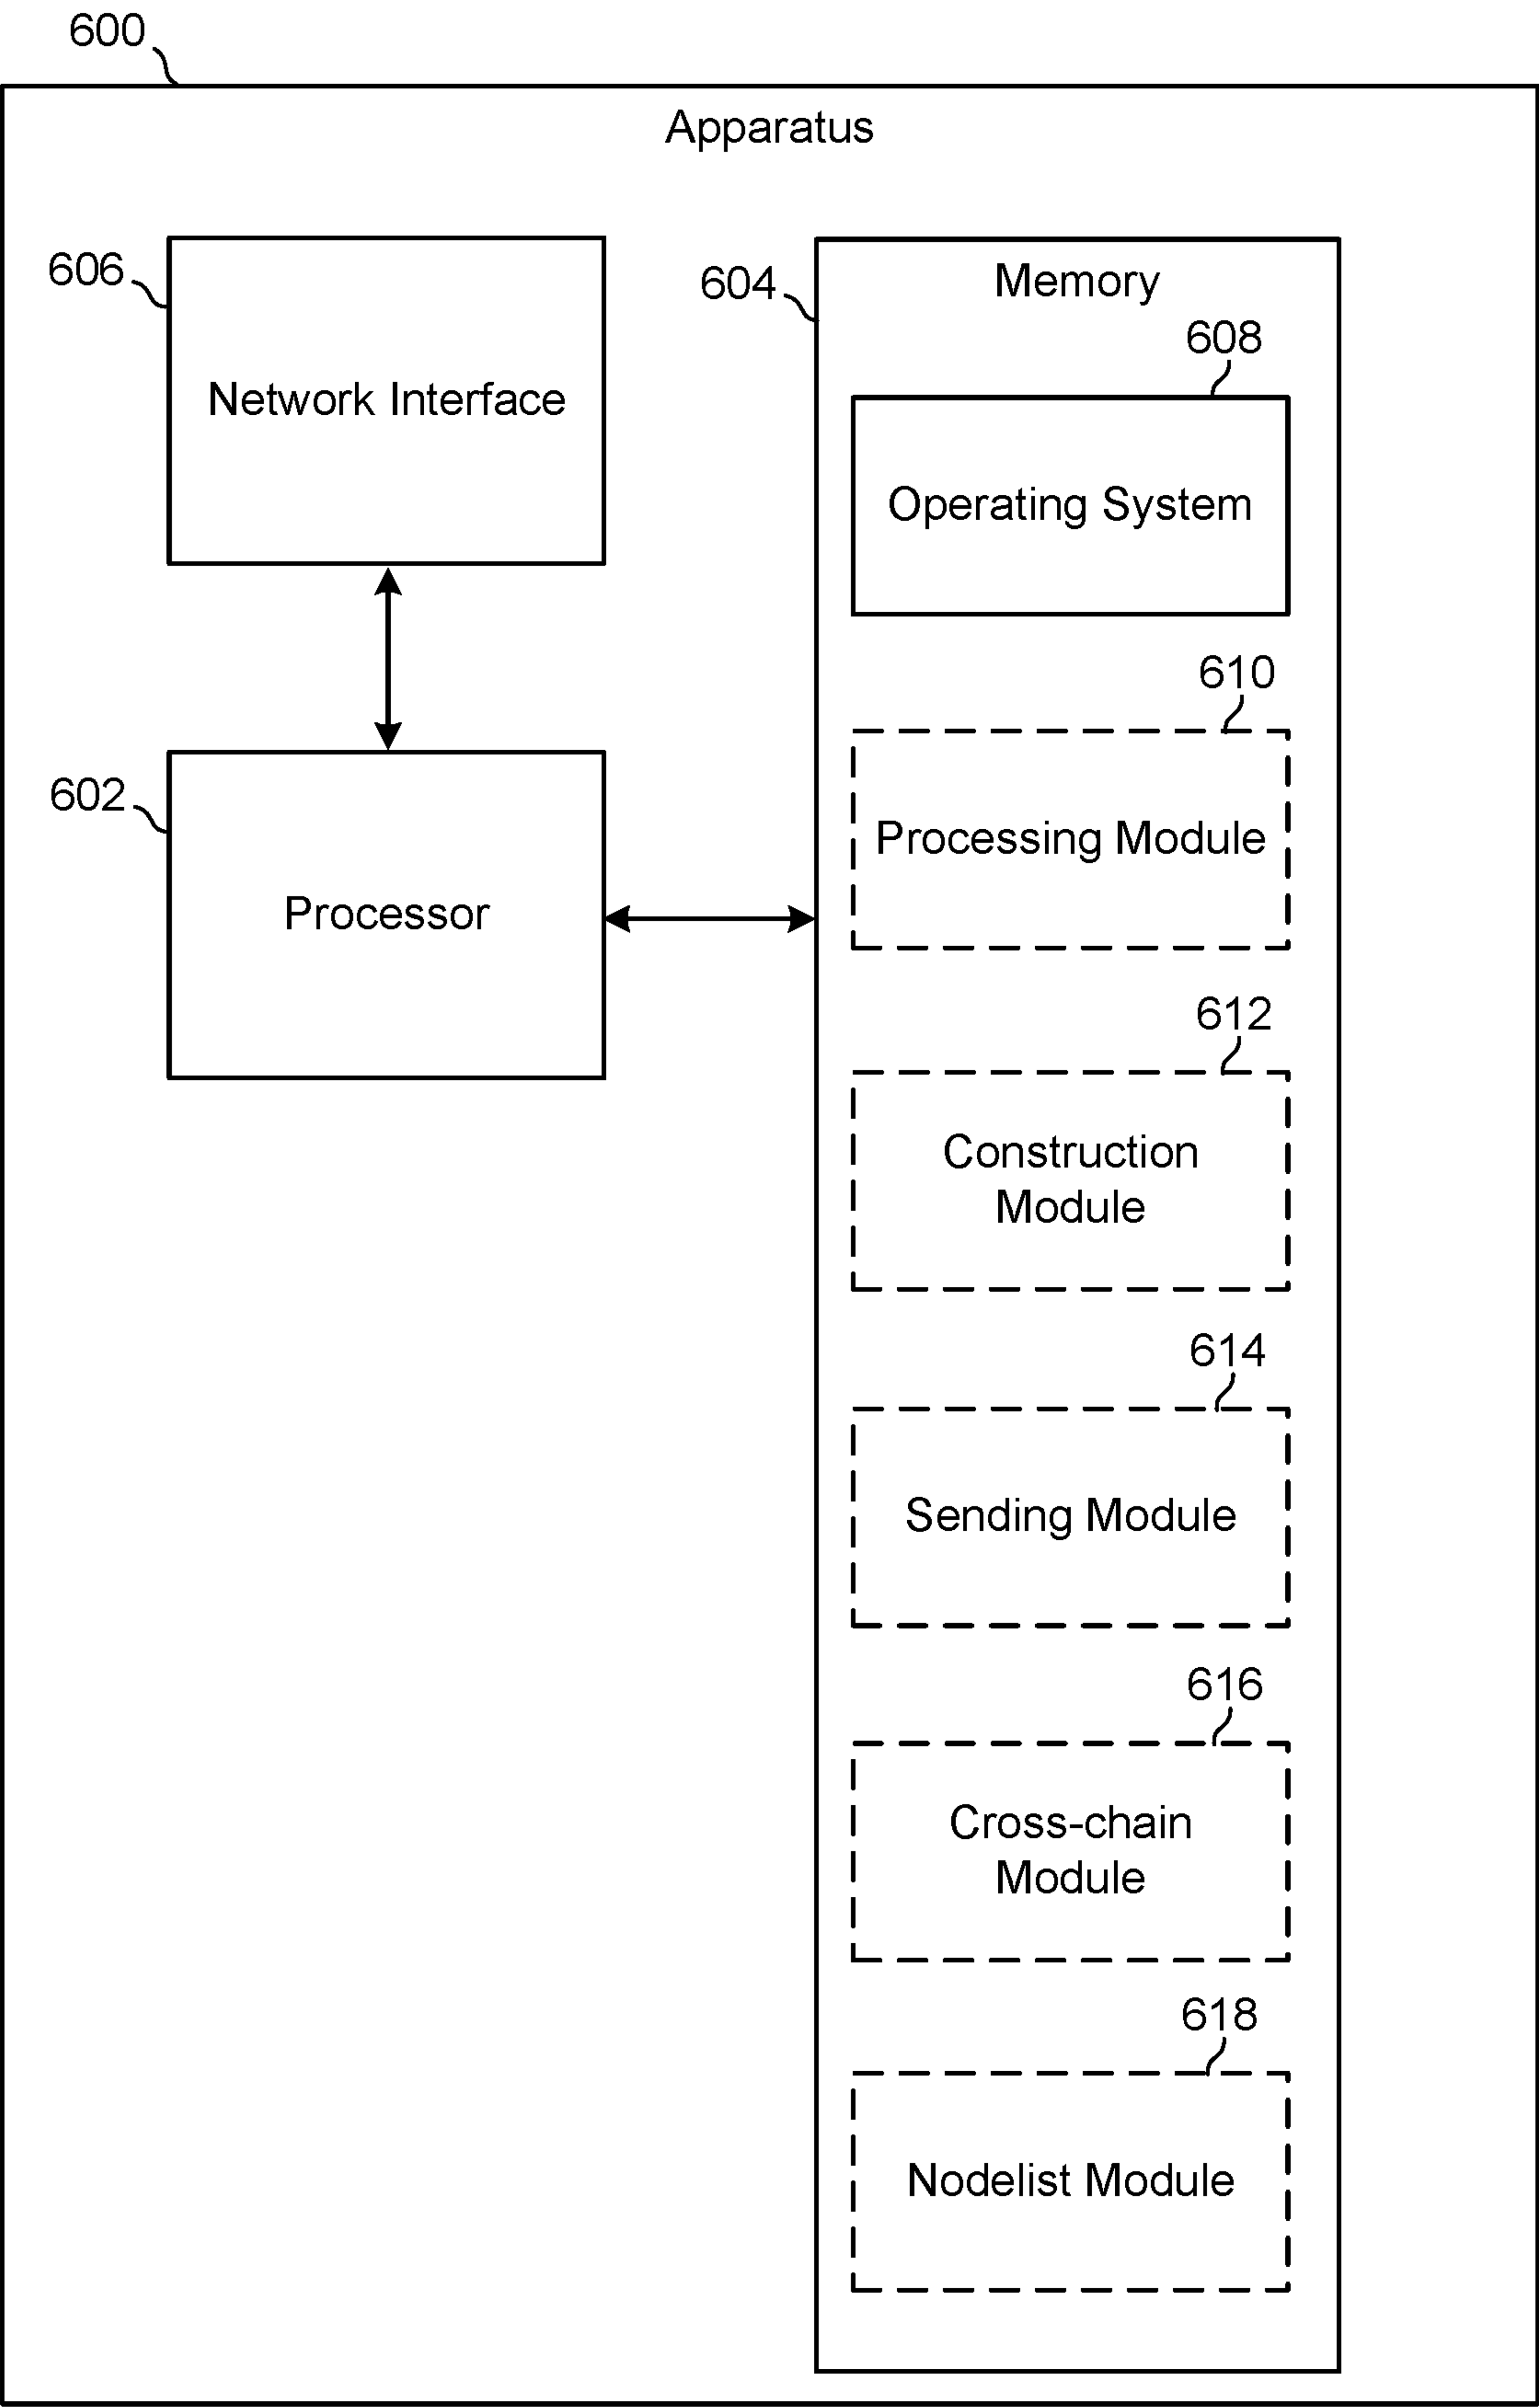 600
Apparatus
606
Network Interface
602
Processor
604
Memory
608
Operating System
610
Processing Module
612
Construction
Module
614
Sending Module
616
Cross-chain
Module
618
Nodelist Module